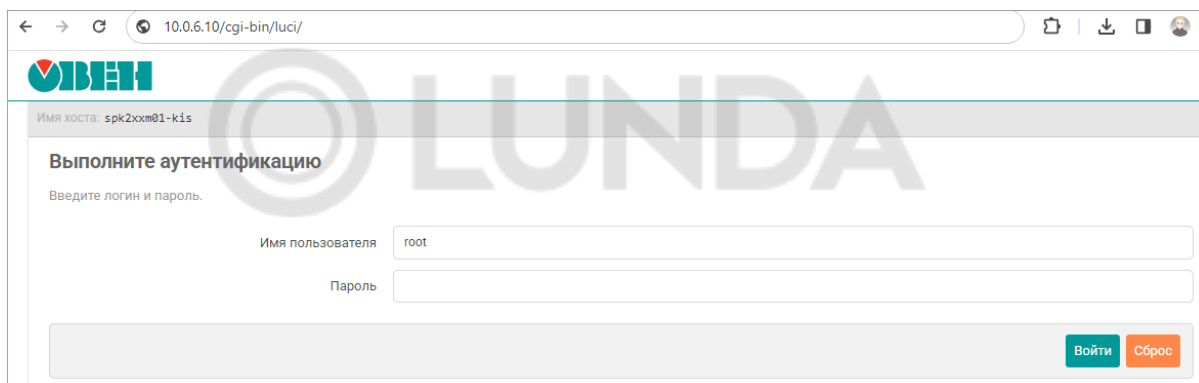 10.0.6.10/cgi-bin/luci/
ОВЕН
LUNDA
Имя хоста: spk2xxm01-kis
Выполните аутентификацию
Введите логин и пароль.
Имя пользователя root
Пароль
Войти Сброс